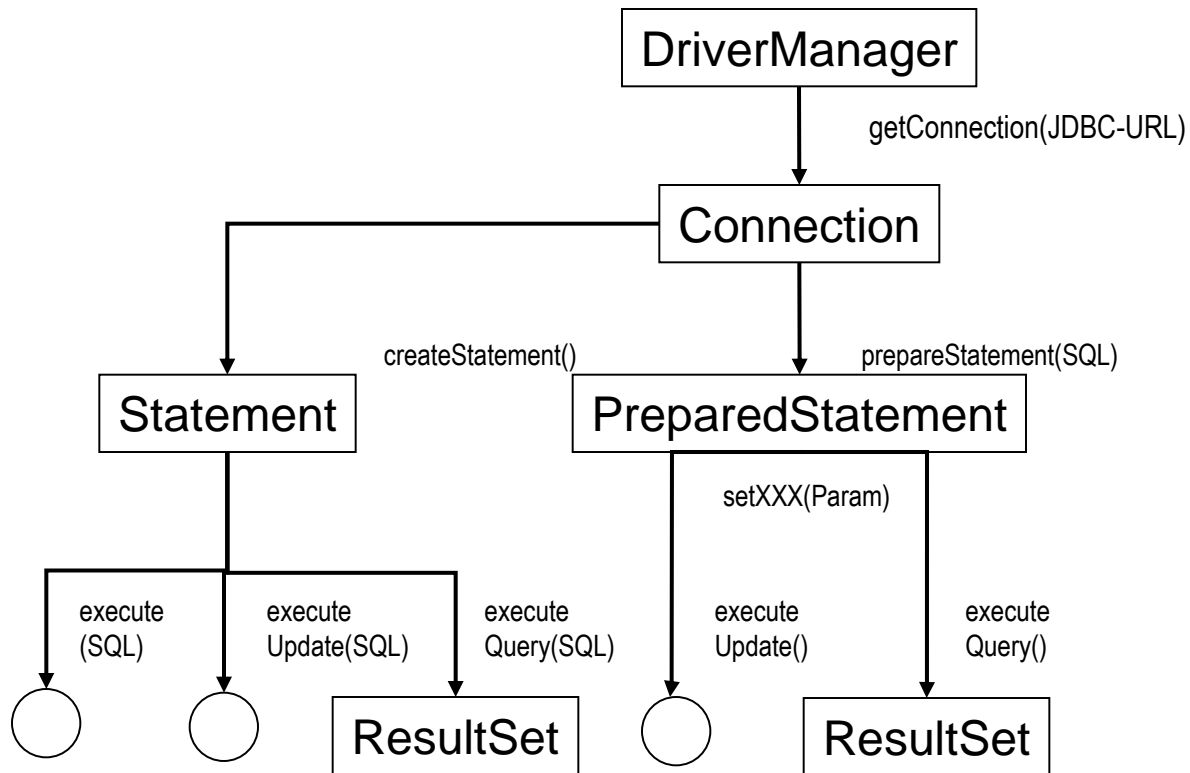 DriverManager
getConnection(JDBC-URL)
Connection
createStatement()
prepareStatement(SQL)
Statement
PreparedStatement
setXXX(Param)
execute
(SQL)
execute
Update(SQL)
execute
Query(SQL)
execute
Update()
execute
Query()
ResultSet
ResultSet